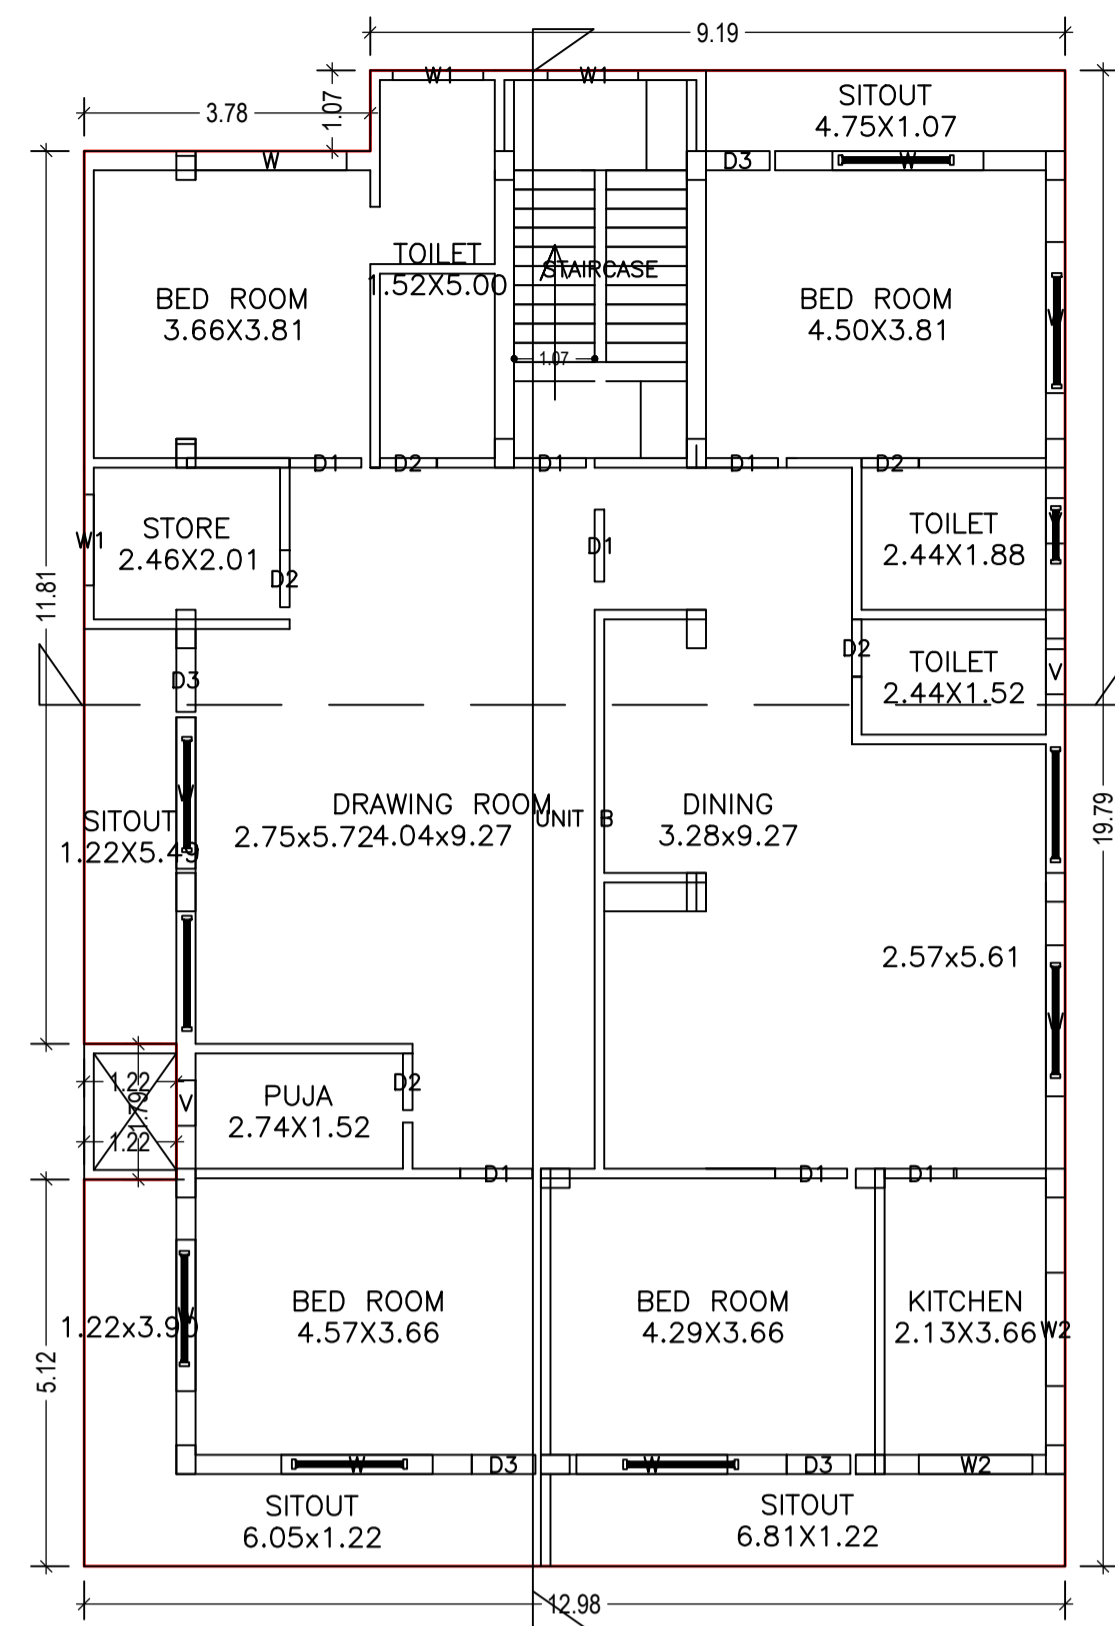 9.19
W1
W1
SITOUT
4.75X1.07
3.78
1.07
W
D3
W
TOILET
1.52X5.00
STAIRCASE
BED ROOM
3.66X3.81
BED ROOM
4.50X3.81
W
1.07
D1
D2
D1
D1
D2
STORE
2.46X2.01
W1
D2
D1
TOILET
2.44X1.88
V
11.81
D2
TOILET
2.44X1.52
V
D3
W
SITOUT
1.22X5.49
DRAWING ROOM
2.75x5.72
4.04x9.27
UNIT B
DINING
3.28x9.27
19.79
2.57x5.61
W
1.22
1.79
1.22
V
PUJA
2.74X1.52
D2
D1
D1
D1
BED ROOM
4.57X3.66
BED ROOM
4.29X3.66
KITCHEN
2.13X3.66
W2
1.22x3.90
W
5.12
W
D3
W
D3
W2
SITOUT
6.05x1.22
SITOUT
6.81X1.22
12.98